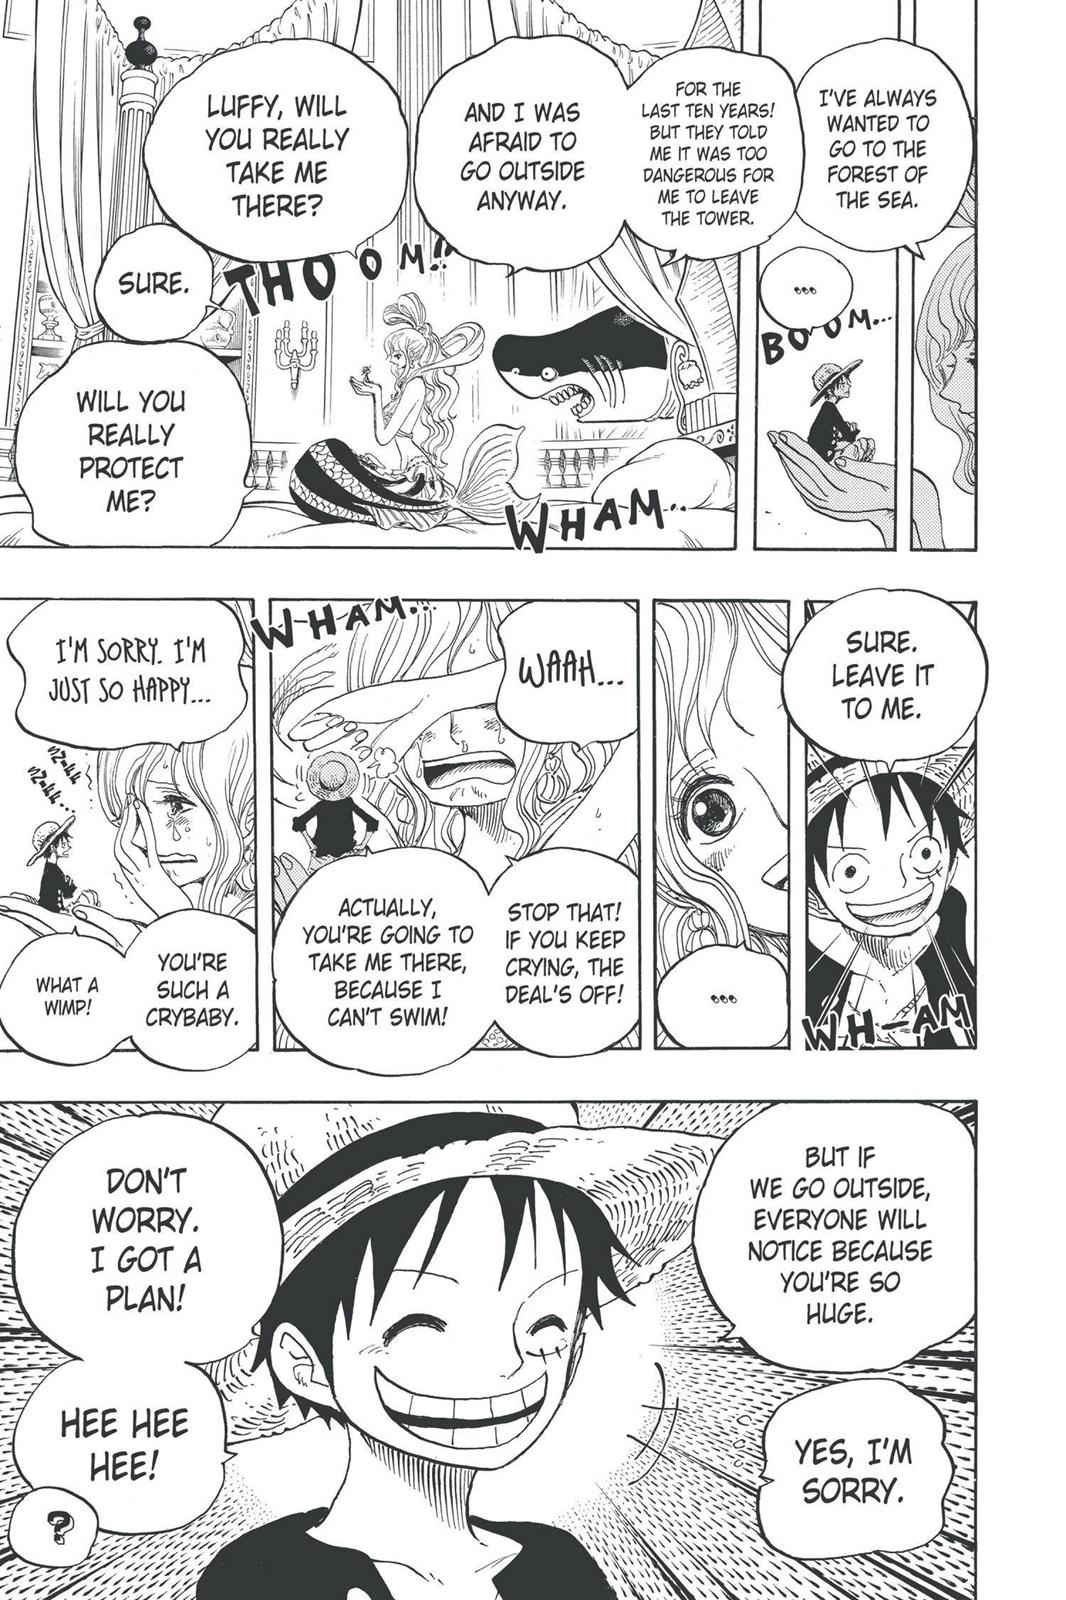 I'VE ALWAYS
WANTED TO
GO TO THE
FOREST OF
THE SEA.
...
BOOOM...
FOR THE
LAST TEN YEARS!
BUT THEY TOLD
ME IT WAS TOO
DANGEROUS FOR
ME TO LEAVE
THE TOWER.
AND I WAS
AFRAID TO
GO OUTSIDE
ANYWAY.
LUFFY, WILL
YOU REALLY
TAKE ME
THERE?
THOOOM!!
SURE.
WILL YOU
REALLY
PROTECT
ME?
WHAM...
SURE.
LEAVE IT
TO ME.
WH-AM
...
WAAH...
WHAM...
STOP THAT!
IF YOU KEEP
CRYING, THE
DEAL'S OFF!
ACTUALLY,
YOU'RE GOING TO
TAKE ME THERE,
BECAUSE I
CAN'T SWIM!
I'M SORRY. I'M
JUST SO HAPPY...
YOU'RE
SUCH A
CRYBABY.
WHAT A
WIMP!
BUT IF
WE GO OUTSIDE,
EVERYONE WILL
NOTICE BECAUSE
YOU'RE SO
HUGE.
YES, I'M
SORRY.
DON'T
WORRY.
I GOT A
PLAN!
HEE HEE
HEE!
?